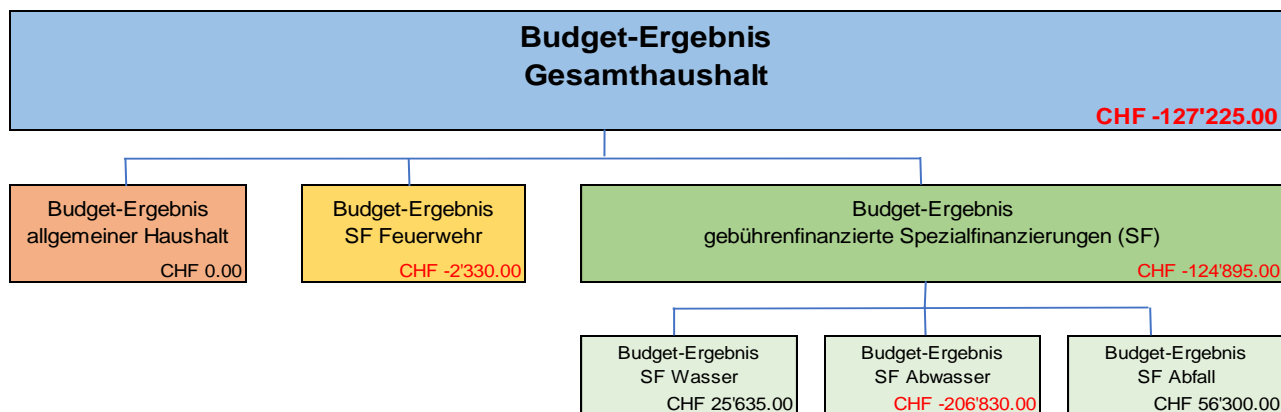 Budget-Ergebnis
Gesamthaushalt
CHF -127'225.00
Budget-Ergebnis
allgemeiner Haushalt
CHF 0.00
Budget-Ergebnis
SF Feuerwehr
CHF -2'330.00
Budget-Ergebnis
gebührenfinanzierte Spezialfinanzierungen (SF)
CHF -124'895.00
Budget-Ergebnis
SF Wasser
CHF 25'635.00
Budget-Ergebnis
SF Abwasser
CHF -206'830.00
Budget-Ergebnis
SF Abfall
CHF 56'300.00